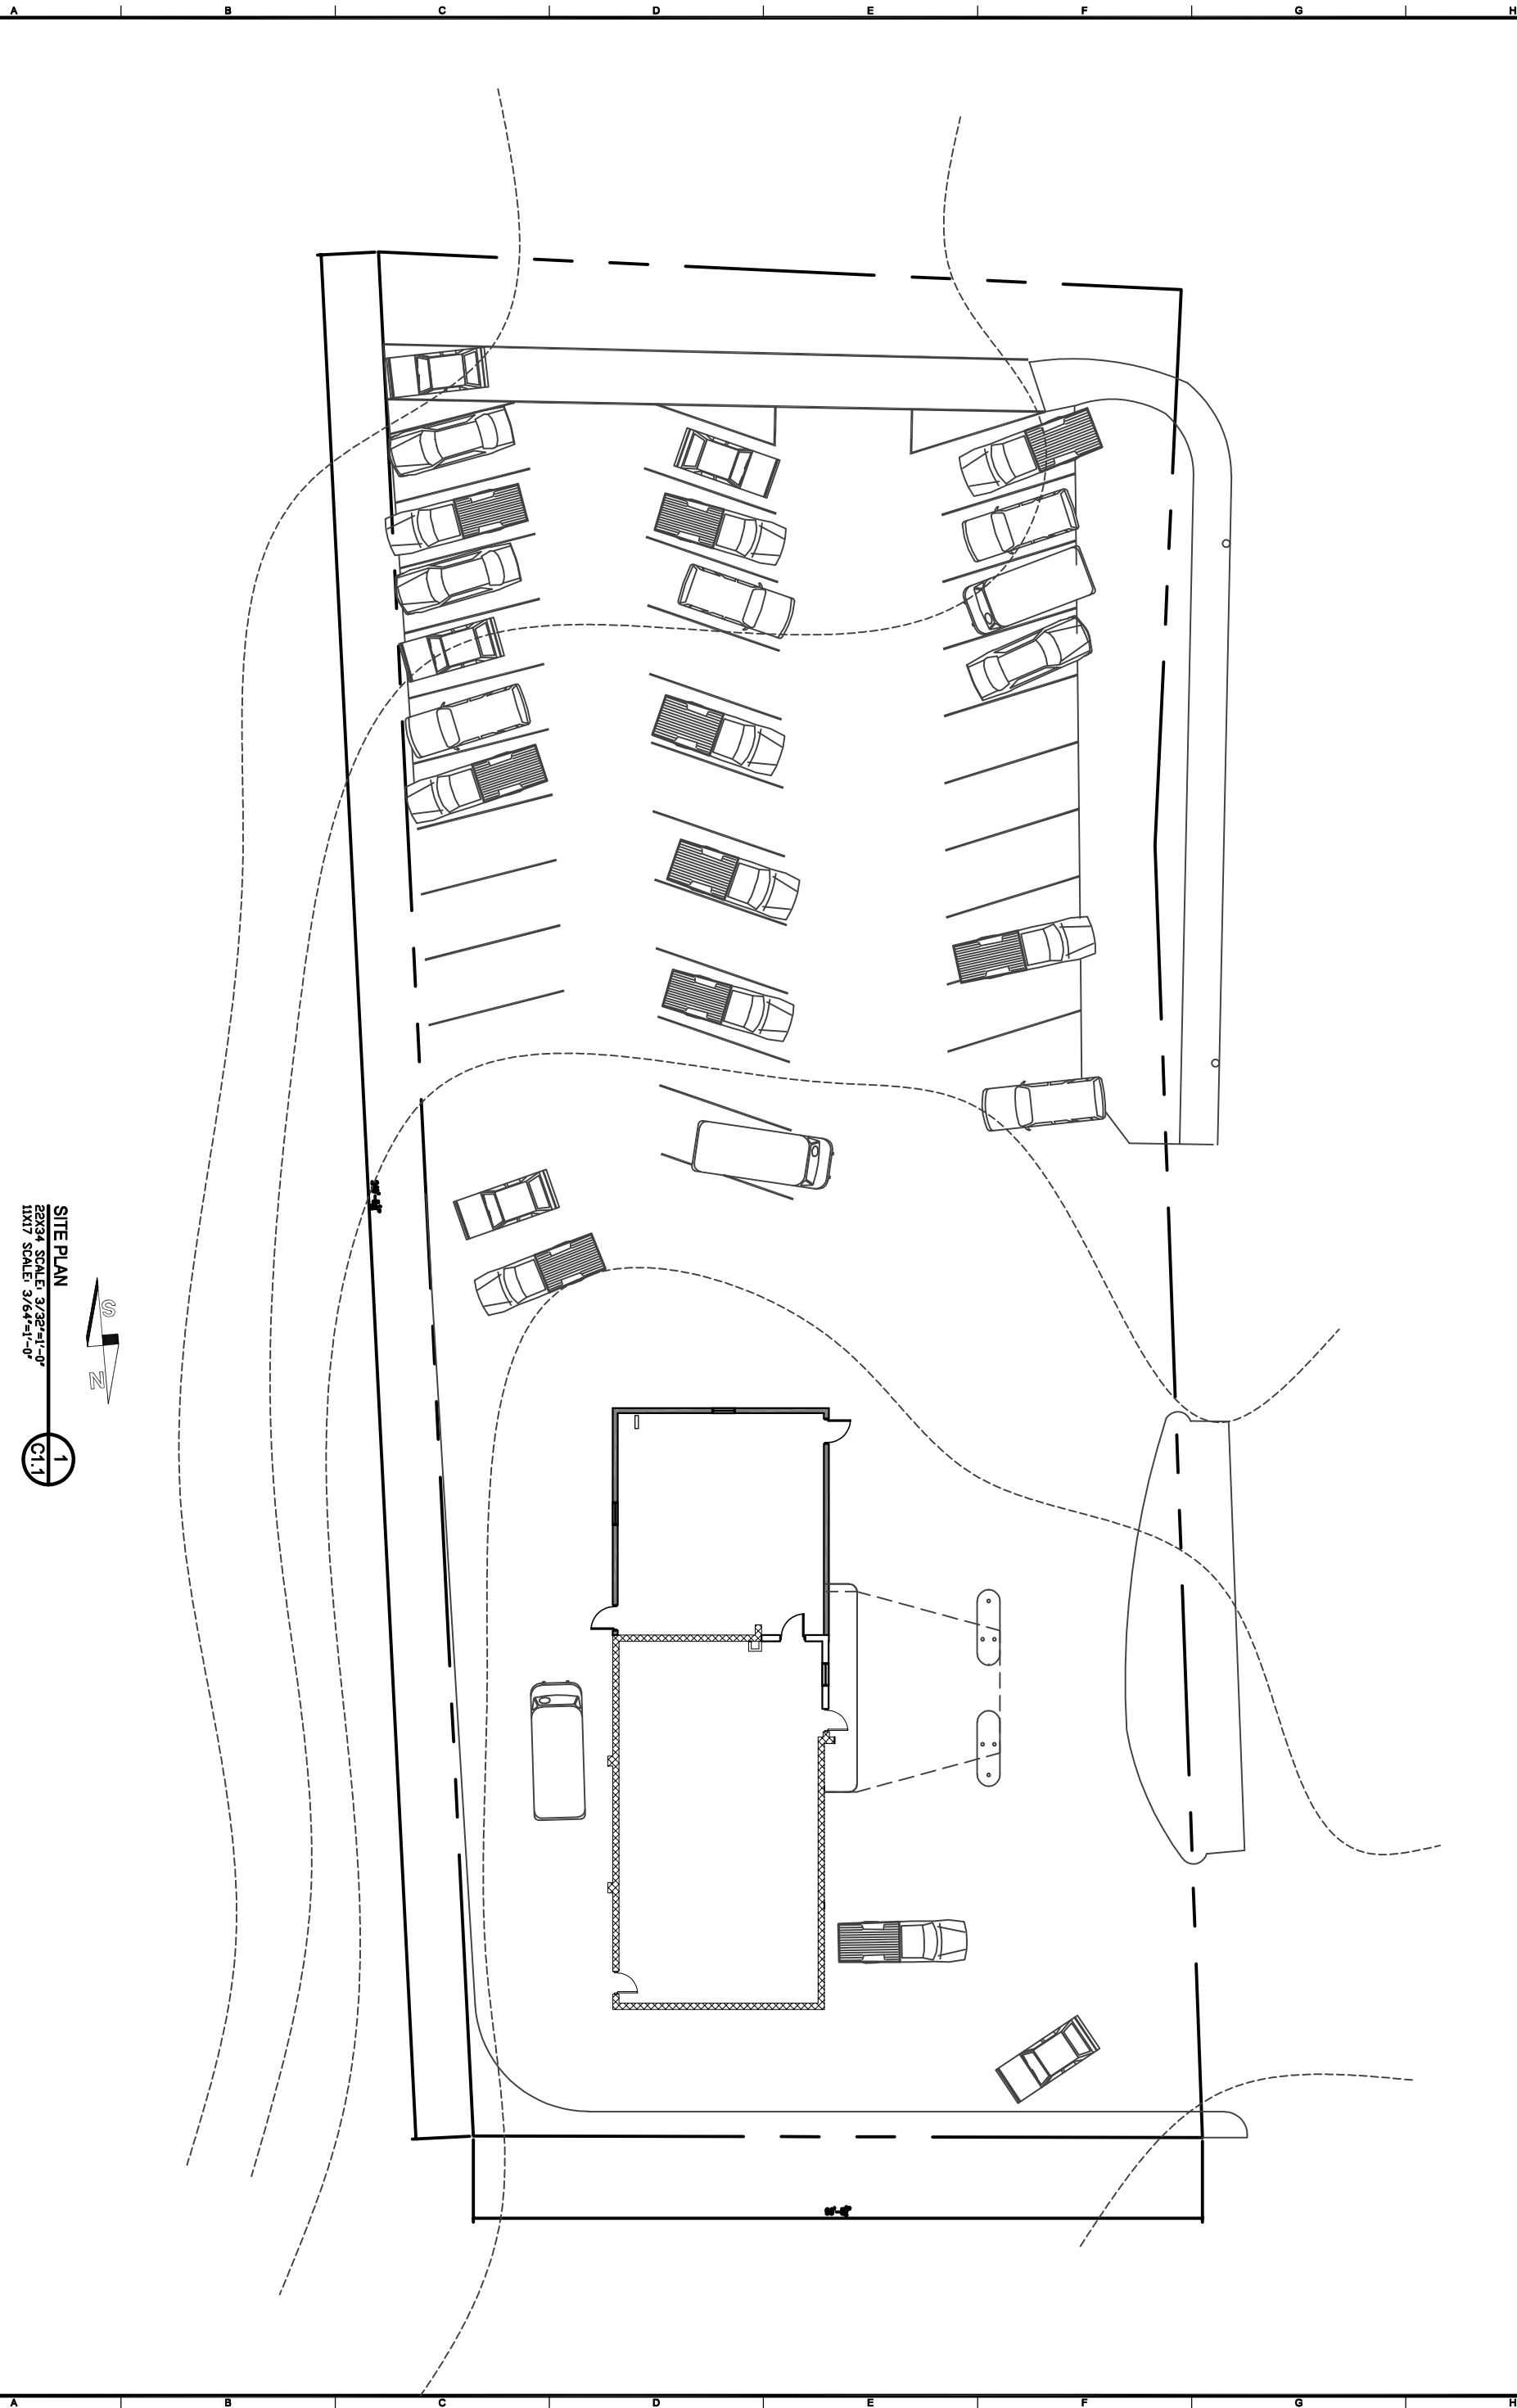 A B C D E F G H
SITE PLAN
22X34 SCALE: 3/32"=1'-0"
11X17 SCALE: 3/64"=1'-0"
1
C1.1
S
N
A B C D E F G H